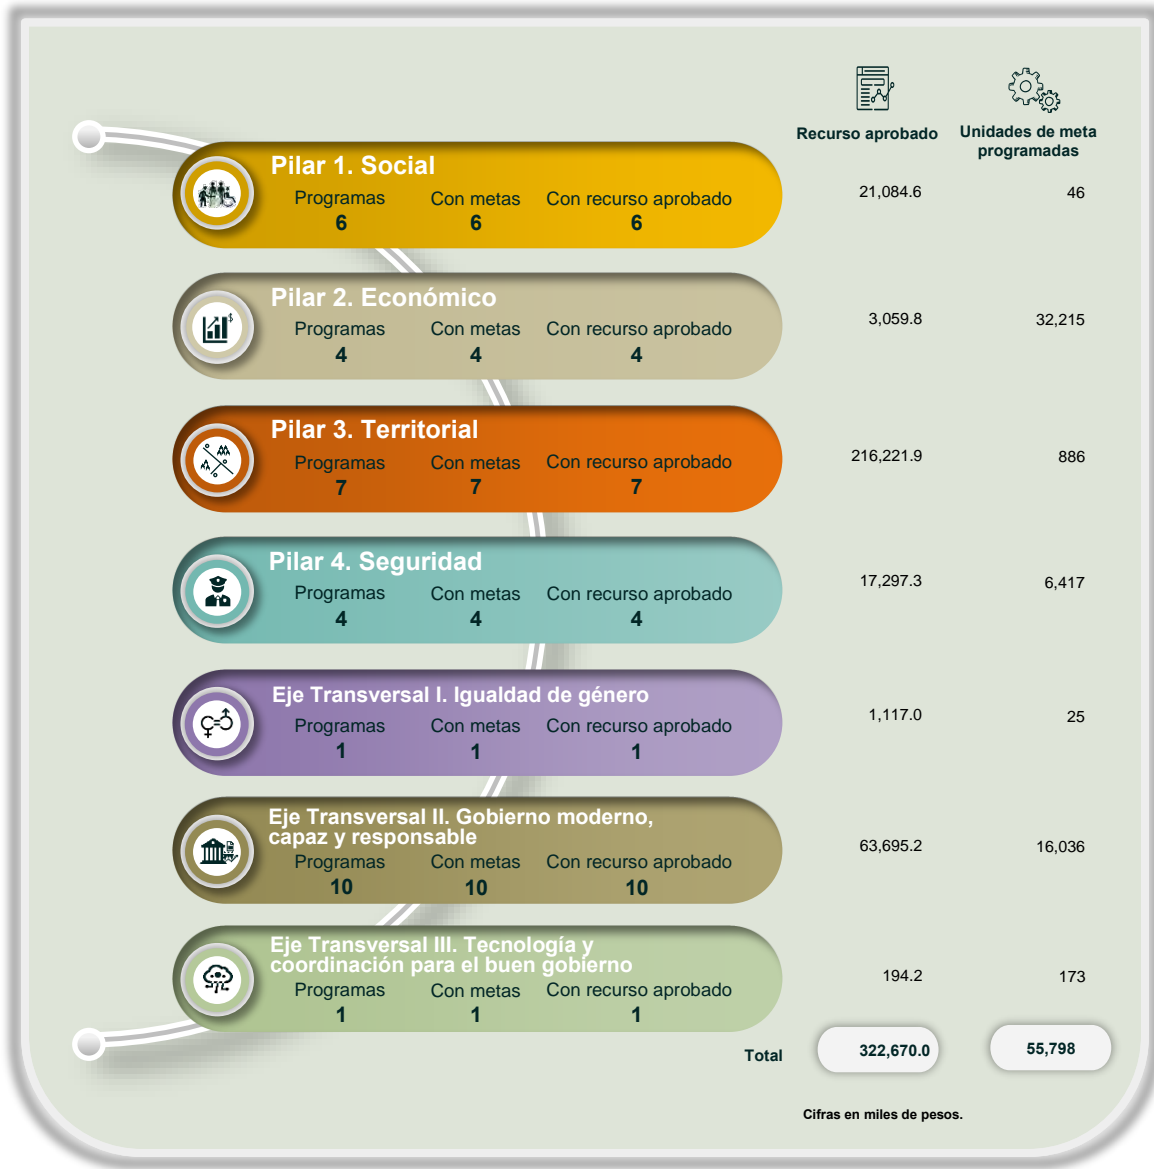 Recurso aprobado
Unidades de meta
programadas
Pilar 1. Social
Programas Con metas Con recurso aprobado
6 6 6
21,084.6 46
Pilar 2. Económico
Programas Con metas Con recurso aprobado
4 4 4
3,059.8 32,215
Pilar 3. Territorial
Programas Con metas Con recurso aprobado
7 7 7
216,221.9 886
Pilar 4. Seguridad
Programas Con metas Con recurso aprobado
4 4 4
17,297.3 6,417
Eje Transversal I. Igualdad de género
Programas Con metas Con recurso aprobado
1 1 1
1,117.0 25
Eje Transversal II. Gobierno moderno,
capaz y responsable
Programas Con metas Con recurso aprobado
10 10 10
63,695.2 16,036
Eje Transversal III. Tecnología y
coordinación para el buen gobierno
Programas Con metas Con recurso aprobado
1 1 1
194.2 173
Total 322,670.0 55,798
Cifras en miles de pesos.